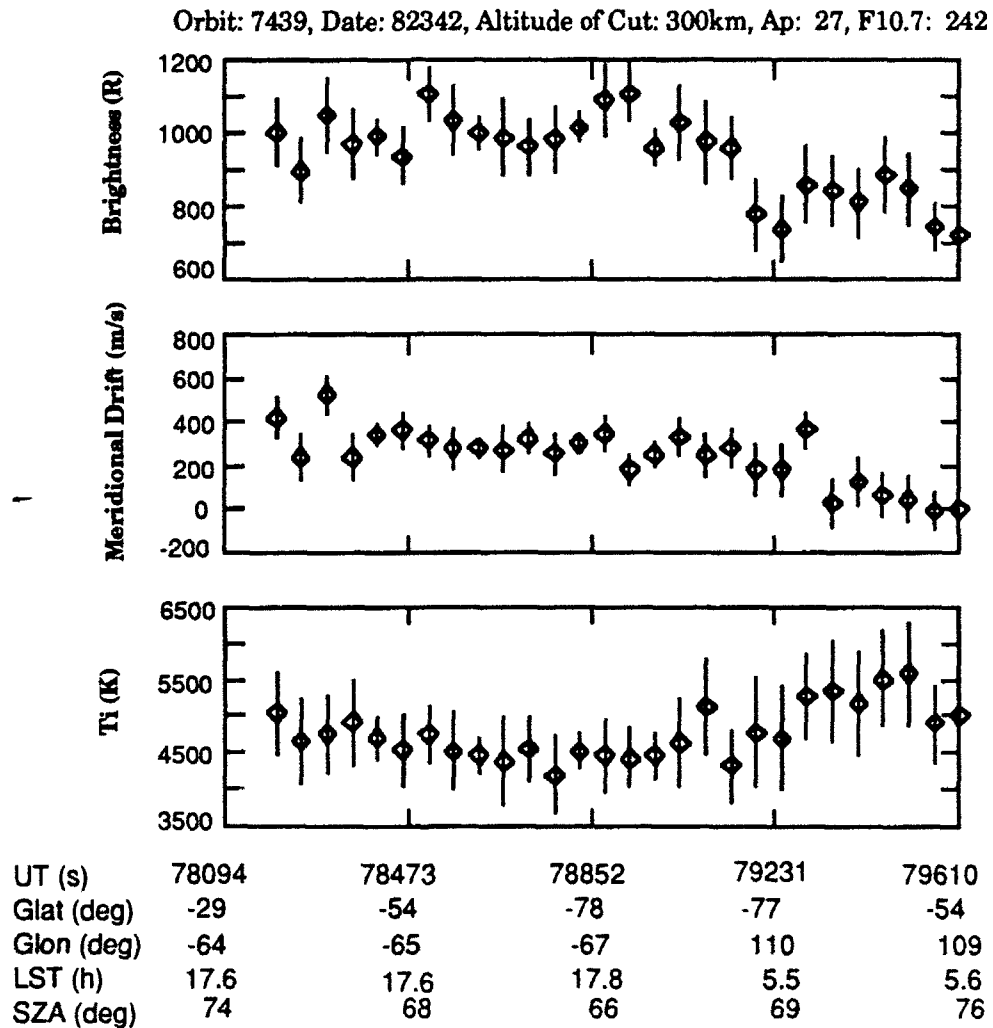 Orbit: 7439, Date: 82342, Altitude of Cut: 300km, Ap: 27, F10.7: 242
Brightness (R)
1200
1000
800
600
Meridional Drift (m/s)
800
600
400
200
0
-200
Ti (K)
6500
5500
4500
3500
UT (s) 78094 78473 78852 79231 79610
Glat (deg) -29 -54 -78 -77 -54
Glon (deg) -64 -65 -67 110 109
LST (h) 17.6 17.6 17.8 5.5 5.6
SZA (deg) 74 68 66 69 76